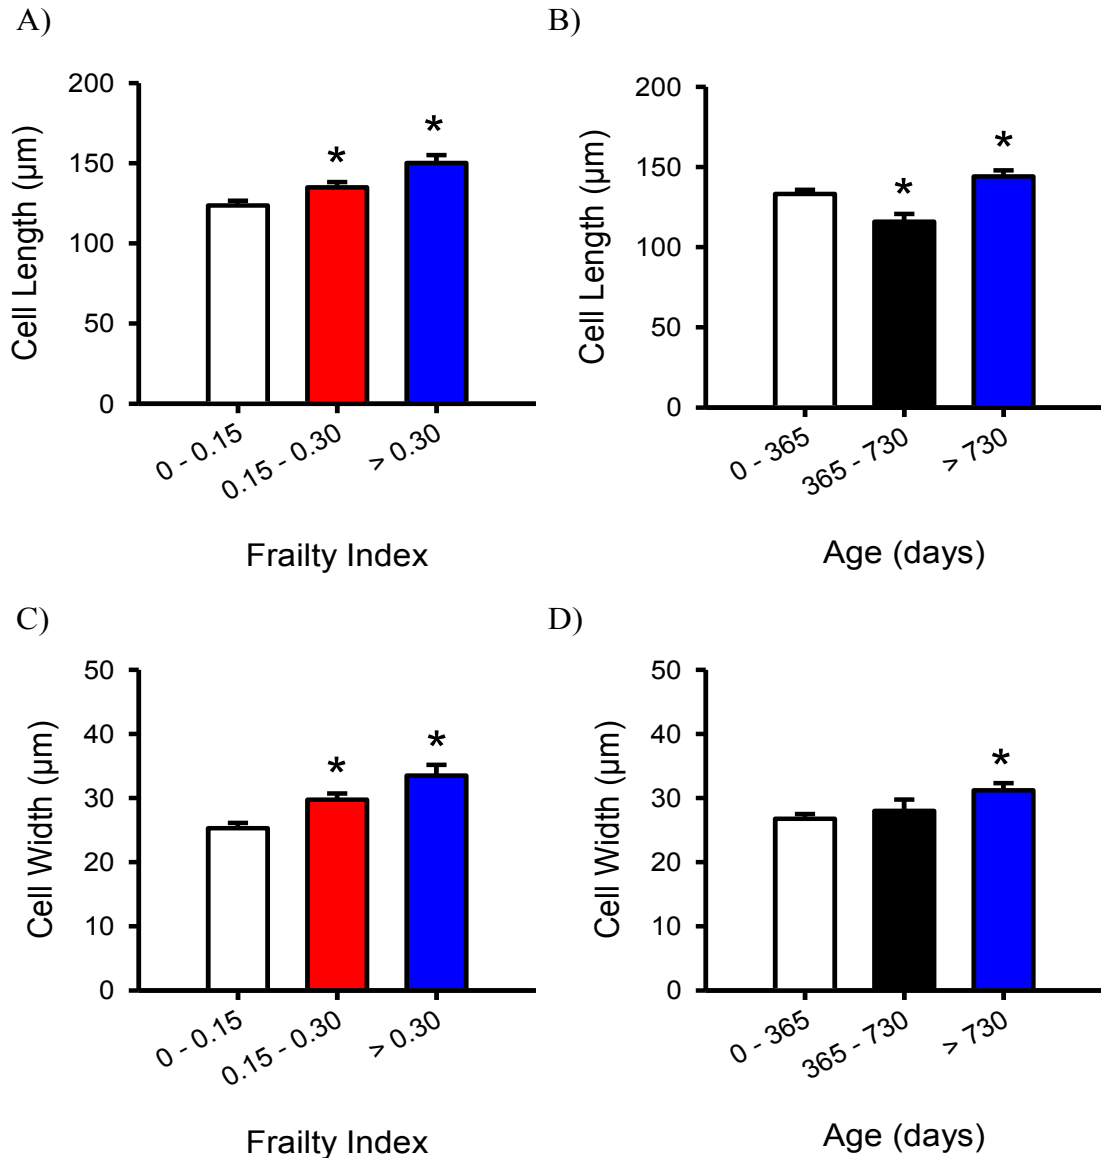 A)
200
150
100
50
0
Cell Length (µm)
*
*
0 - 0.15
0.15 - 0.30
> 0.30
Frailty Index
B)
200
150
100
50
0
Cell Length (µm)
*
*
0 - 365
365 - 730
> 730
Age (days)
C)
50
40
30
20
10
0
Cell Width (µm)
*
*
0 - 0.15
0.15 - 0.30
> 0.30
Frailty Index
D)
50
40
30
20
10
0
Cell Width (µm)
*
0 - 365
365 - 730
> 730
Age (days)